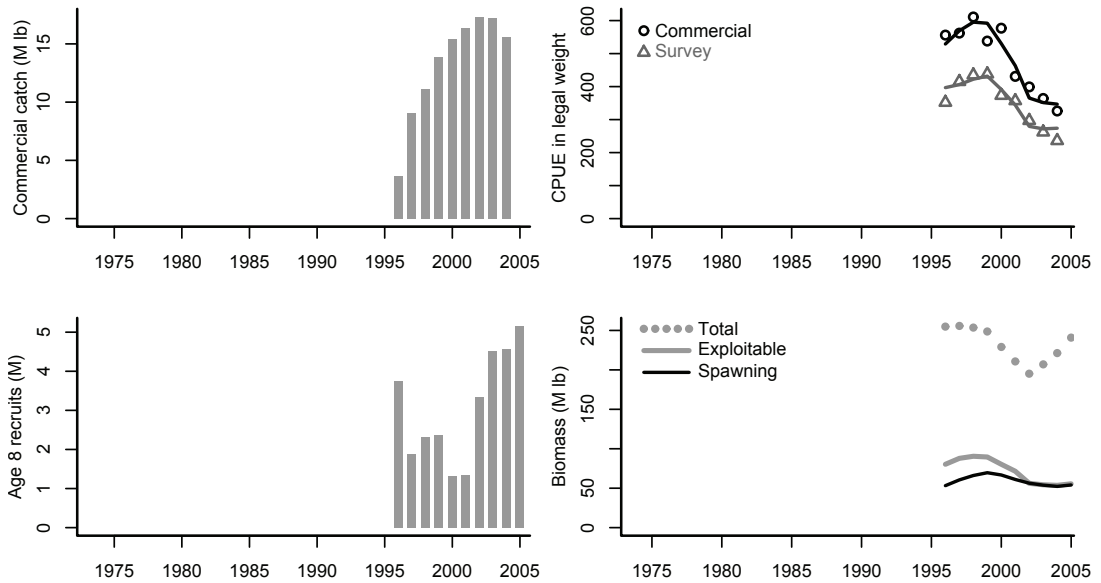 Commercial catch (M lb)
0 5 10 15
1975 1980 1985 1990 1995 2000 2005
CPUE in legal weight
0 200 400 600
Commercial
Survey
1975 1980 1985 1990 1995 2000 2005
Age 8 recruits (M)
0 1 2 3 4 5
1975 1980 1985 1990 1995 2000 2005
Biomass (M lb)
0 50 150 250
Total
Exploitable
Spawning
1975 1980 1985 1990 1995 2000 2005